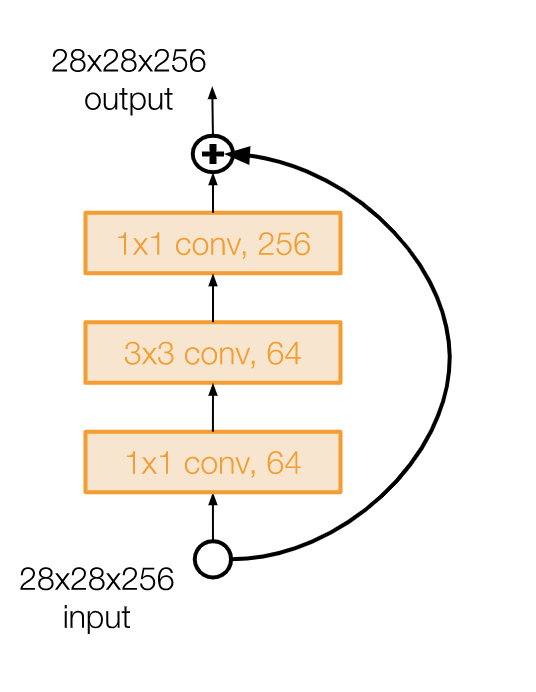 28x28x256
output
1x1 conv, 256
3x3 conv, 64
1x1 conv, 64
28x28x256
input